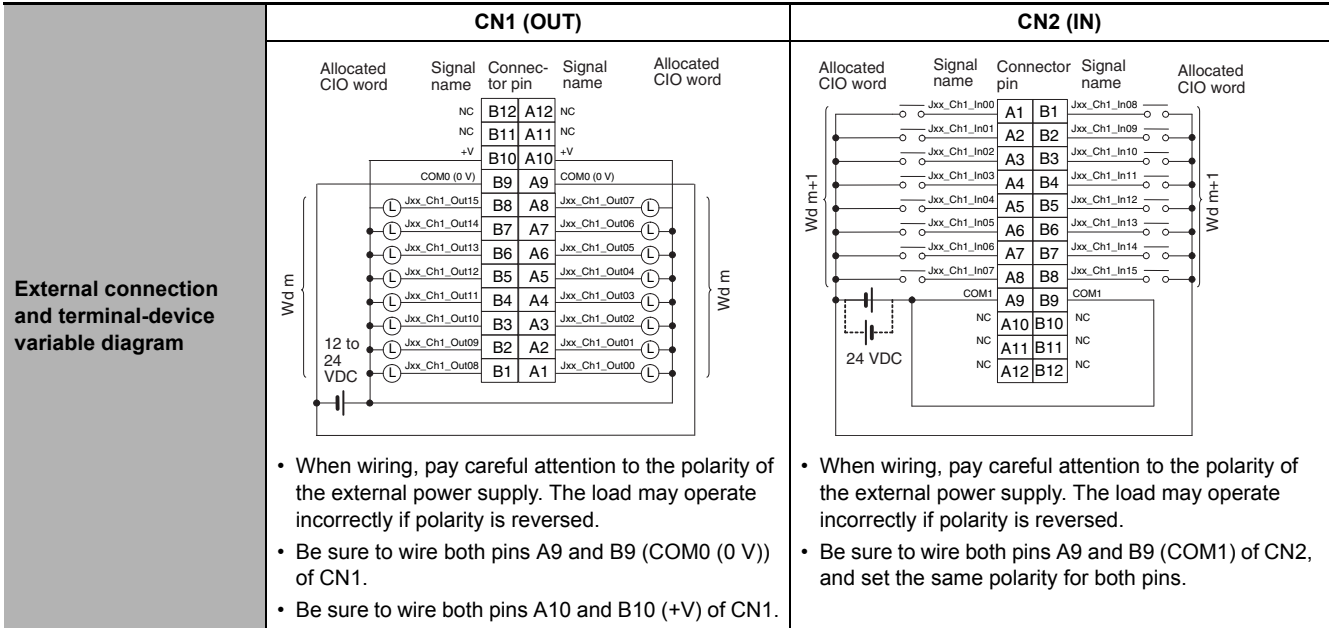 CN1 (OUT)
CN2 (IN)
External connection
and terminal-device
variable diagram
Allocated
CIO word
Signal
name
Connec-
tor pin
Signal
name
Allocated
CIO word
NC B12 A12 NC
NC B11 A11 NC
+V B10 A10 +V
COM0 (0 V) B9 A9 COM0 (0 V)
L Jxx_Ch1_Out15 B8 A8 Jxx_Ch1_Out07 L
L Jxx_Ch1_Out14 B7 A7 Jxx_Ch1_Out06 L
L Jxx_Ch1_Out13 B6 A6 Jxx_Ch1_Out05 L
L Jxx_Ch1_Out12 B5 A5 Jxx_Ch1_Out04 L
L Jxx_Ch1_Out11 B4 A4 Jxx_Ch1_Out03 L
L Jxx_Ch1_Out10 B3 A3 Jxx_Ch1_Out02 L
L Jxx_Ch1_Out09 B2 A2 Jxx_Ch1_Out01 L
L Jxx_Ch1_Out08 B1 A1 Jxx_Ch1_Out00 L
Wd m
Wd m
12 to
24
VDC
• When wiring, pay careful attention to the polarity of
the external power supply. The load may operate
incorrectly if polarity is reversed.
• Be sure to wire both pins A9 and B9 (COM0 (0 V))
of CN1.
• Be sure to wire both pins A10 and B10 (+V) of CN1.
Allocated
CIO word
Signal
name
Connector
pin
Signal
name
Allocated
CIO word
Jxx_Ch1_In00 A1 B1 Jxx_Ch1_In08
Jxx_Ch1_In01 A2 B2 Jxx_Ch1_In09
Jxx_Ch1_In02 A3 B3 Jxx_Ch1_In10
Jxx_Ch1_In03 A4 B4 Jxx_Ch1_In11
Jxx_Ch1_In04 A5 B5 Jxx_Ch1_In12
Jxx_Ch1_In05 A6 B6 Jxx_Ch1_In13
Jxx_Ch1_In06 A7 B7 Jxx_Ch1_In14
Jxx_Ch1_In07 A8 B8 Jxx_Ch1_In15
COM1 A9 B9 COM1
NC A10 B10 NC
NC A11 B11 NC
NC A12 B12 NC
Wd m+1
Wd m+1
24 VDC
• When wiring, pay careful attention to the polarity of
the external power supply. The load may operate
incorrectly if polarity is reversed.
• Be sure to wire both pins A9 and B9 (COM1) of CN2,
and set the same polarity for both pins.